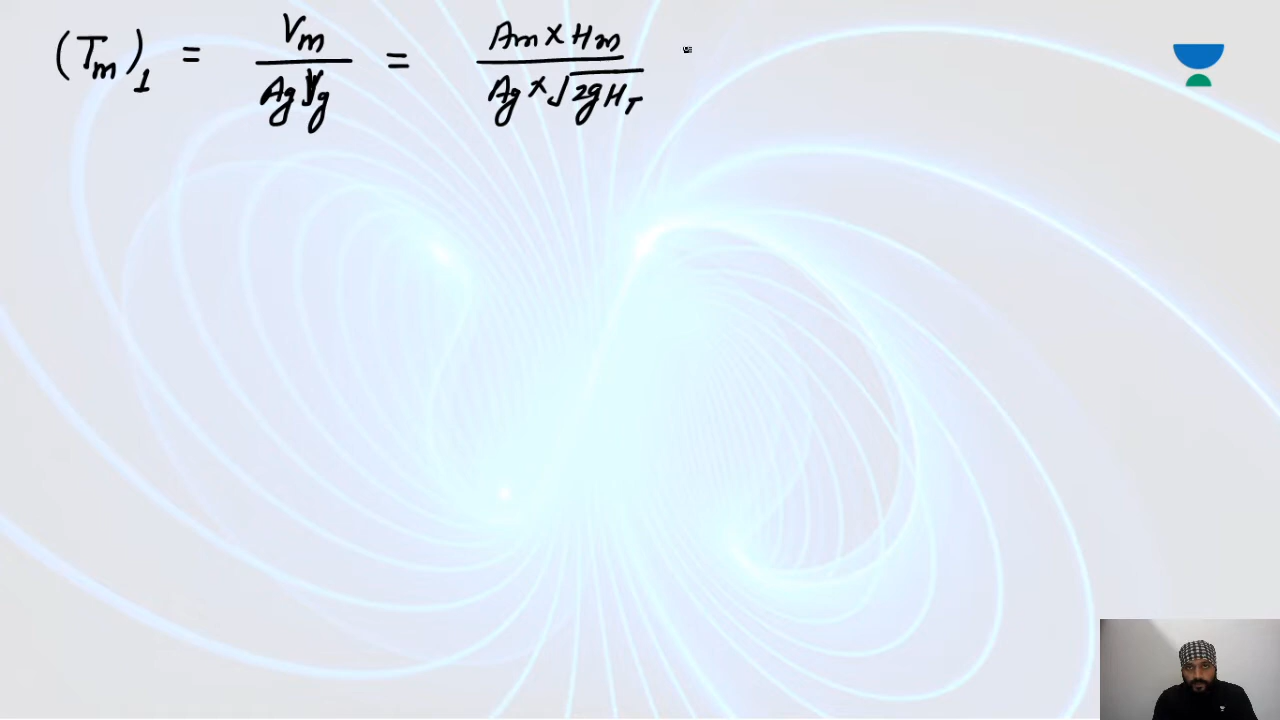 (Tm)1 = Vm / Ag Vg = Am × Hm / Ag × √2gHT